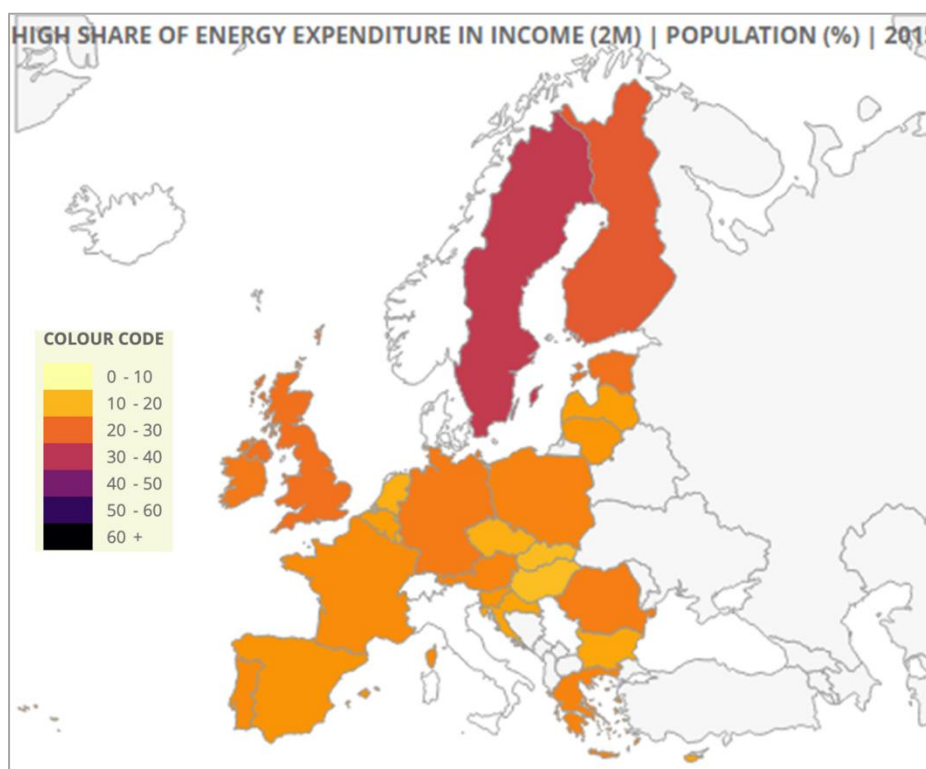 HIGH SHARE OF ENERGY EXPENDITURE IN INCOME (2M) | POPULATION (%) | 2015
COLOUR CODE
0 - 10
10 - 20
20 - 30
30 - 40
40 - 50
50 - 60
60 +